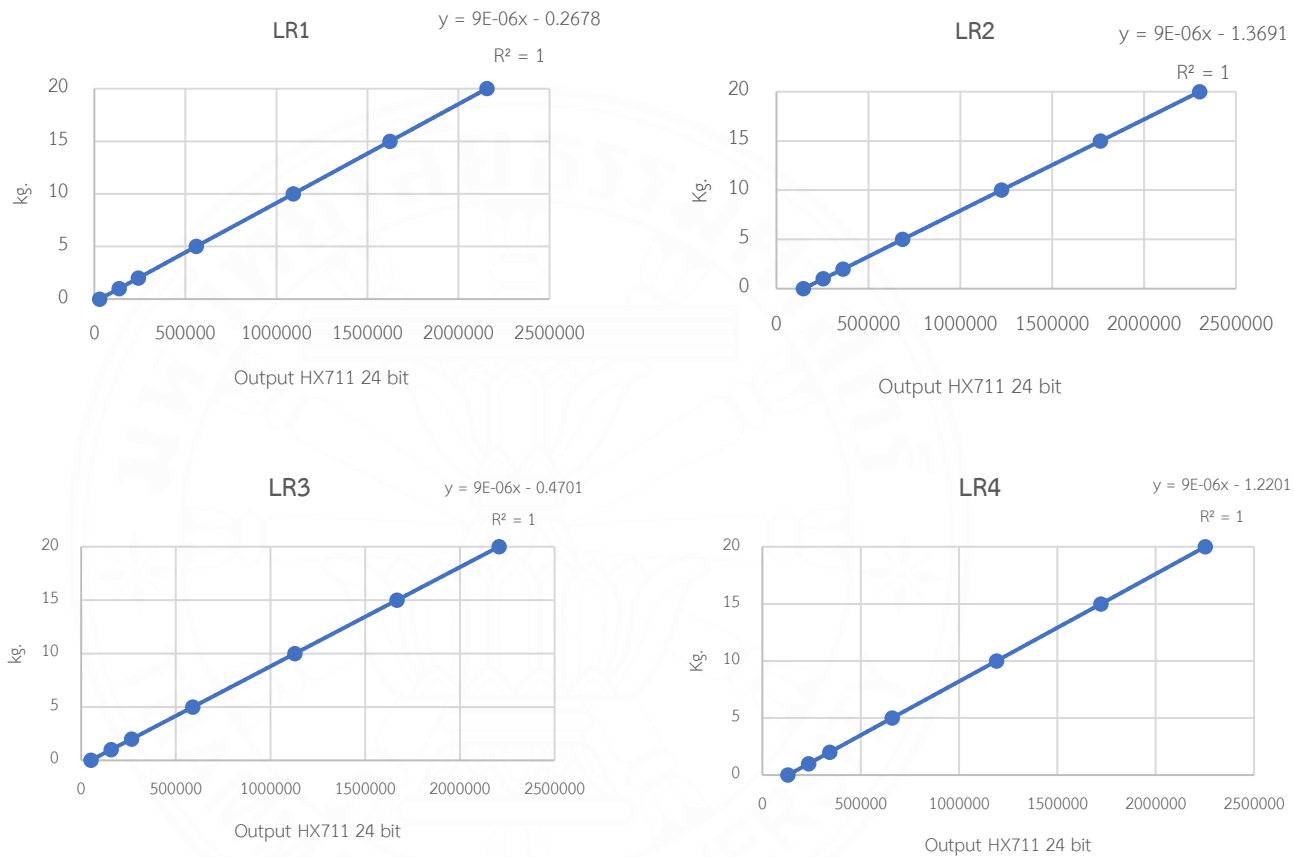 LR1
y = 9E-06x - 0.2678
R² = 1
kg.
20
15
10
5
0
0 500000 1000000 1500000 2000000 2500000
Output HX711 24 bit
LR2
y = 9E-06x - 1.3691
R² = 1
Kg.
20
15
10
5
0
0 500000 1000000 1500000 2000000 2500000
Output HX711 24 bit
LR3
y = 9E-06x - 0.4701
R² = 1
kg.
20
15
10
5
0
0 500000 1000000 1500000 2000000 2500000
Output HX711 24 bit
LR4
y = 9E-06x - 1.2201
R² = 1
Kg.
20
15
10
5
0
0 500000 1000000 1500000 2000000 2500000
Output HX711 24 bit